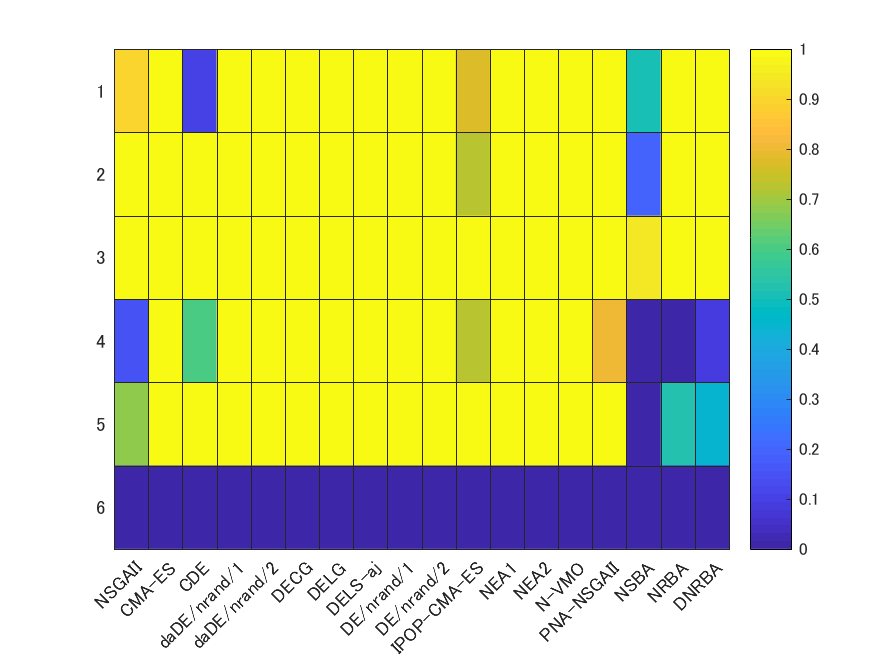 1
2
3
4
5
6
NSGAII
CMA-ES
CDE
daDE/nrand/1
daDE/nrand/2
DECG
DELG
DELS-aj
DE/nrand/1
DE/nrand/2
IPOP-CMA-ES
NEA1
NEA2
N-VMO
PNA-NSGAII
NSBA
NRBA
DNRBA
1
0.9
0.8
0.7
0.6
0.5
0.4
0.3
0.2
0.1
0